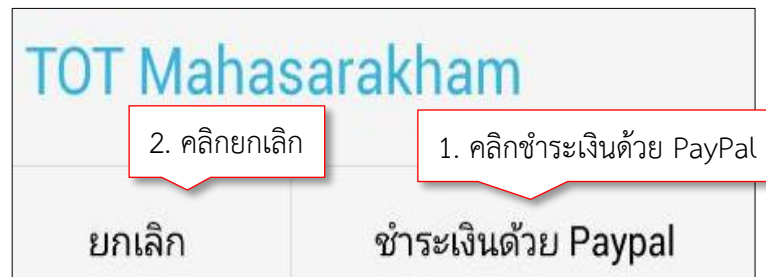 TOT Mahasarakham
2. คลิกยกเลิก
1. คลิกชำระเงินด้วย PayPal
ยกเลิก
ชำระเงินด้วย Paypal